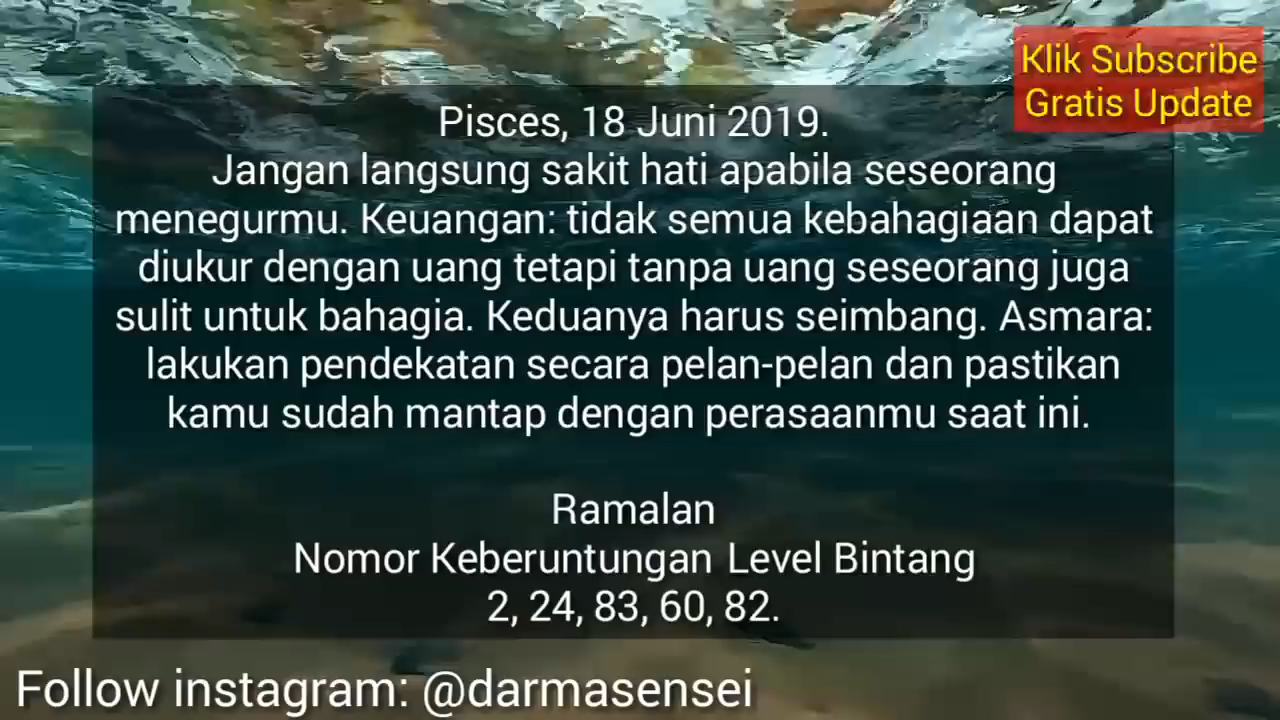 Klik Subscribe
Gratis Update
Pisces, 18 Juni 2019.
Jangan langsung sakit hati apabila seseorang
menegurmu. Keuangan: tidak semua kebahagiaan dapat
diukur dengan uang tetapi tanpa uang seseorang juga
sulit untuk bahagia. Keduanya harus seimbang. Asmara:
lakukan pendekatan secara pelan-pelan dan pastikan
kamu sudah mantap dengan perasaanmu saat ini.
Ramalan
Nomor Keberuntungan Level Bintang
2, 24, 83, 60, 82.
Follow instagram: @darmasensei